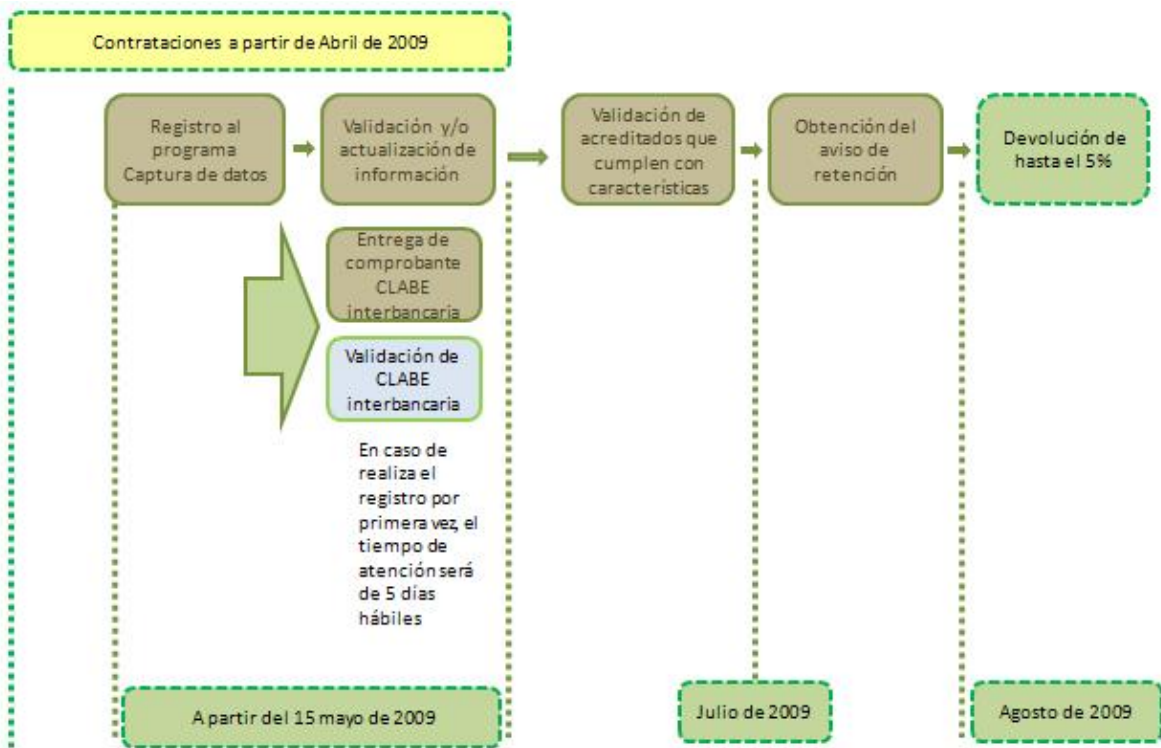 Contrataciones a partir de Abril de 2009
Registro al
programa
Captura de datos
Validación y/o
actualización de
información
Validación de
acreditados que
cumplen con
características
Obtención del
aviso de
retención
Devolución de
hasta el 5%
Entrega de
comprobante
CLABE
interbancaria
Validación de
CLABE
interbancaria
En caso de
realiza el
registro por
primera vez, el
tiempo de
atención será
de 5 días
hábiles
A partir del 15 mayo de 2009
Julio de 2009
Agosto de 2009